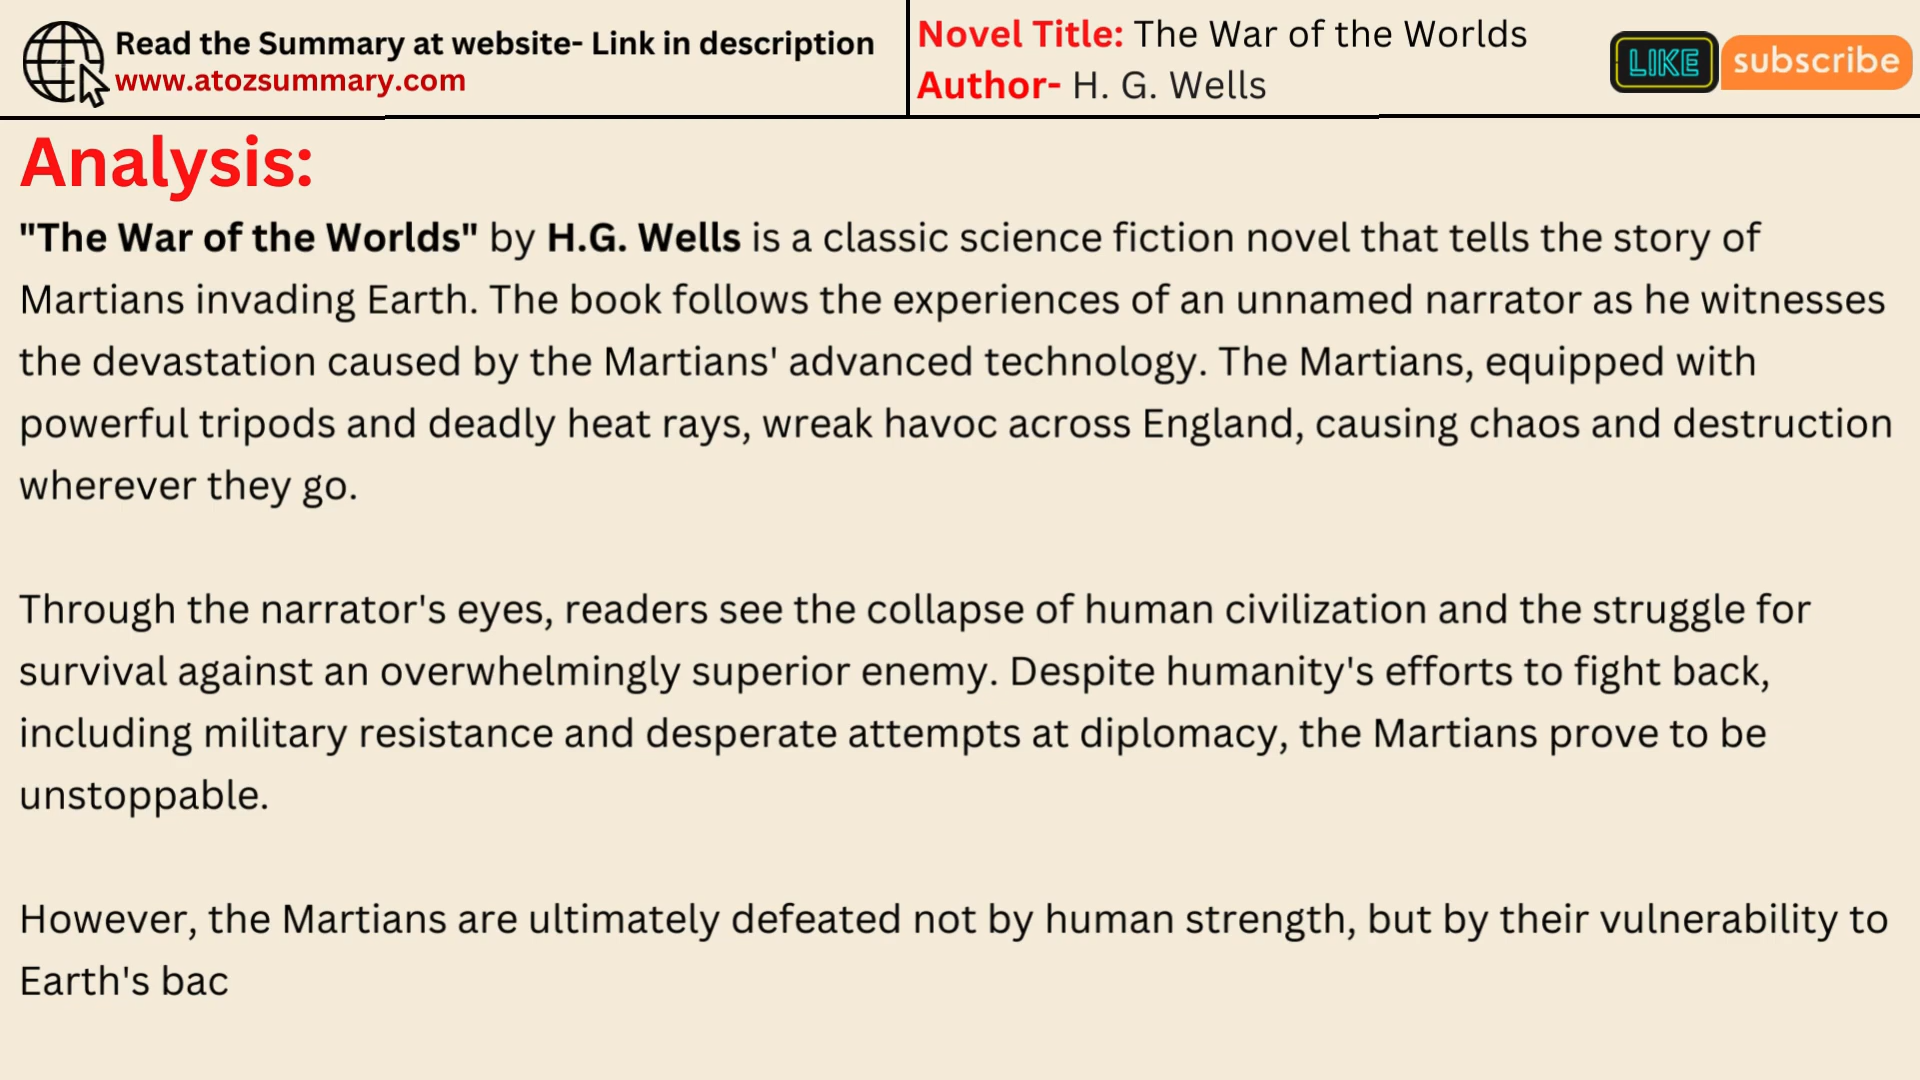 Read the Summary at website- Link in description
www.atozsummary.com
Novel Title: The War of the Worlds
Author- H. G. Wells
LIKE
subscribe
Analysis:
"The War of the Worlds" by H.G. Wells is a classic science fiction novel that tells the story of
Martians invading Earth. The book follows the experiences of an unnamed narrator as he witnesses
the devastation caused by the Martians' advanced technology. The Martians, equipped with
powerful tripods and deadly heat rays, wreak havoc across England, causing chaos and destruction
wherever they go.
Through the narrator's eyes, readers see the collapse of human civilization and the struggle for
survival against an overwhelmingly superior enemy. Despite humanity's efforts to fight back,
including military resistance and desperate attempts at diplomacy, the Martians prove to be
unstoppable.
However, the Martians are ultimately defeated not by human strength, but by their vulnerability to
Earth's bac